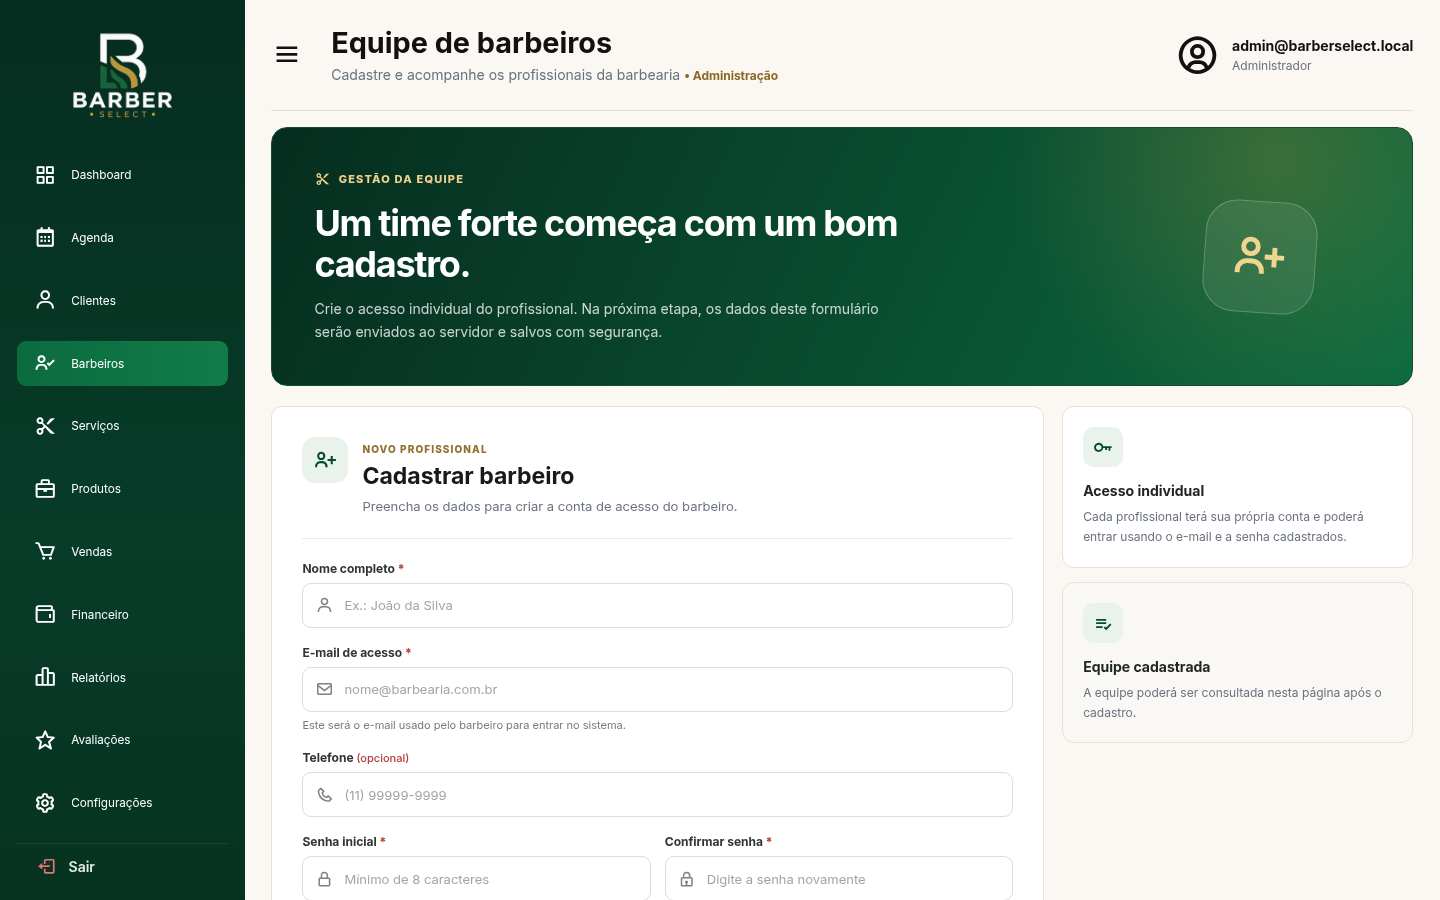 BARBER
• SELECT •
Dashboard
Agenda
Clientes
Barbeiros
Serviços
Produtos
Vendas
Financeiro
Relatórios
Avaliações
Configurações
Sair
Equipe de barbeiros
Cadastre e acompanhe os profissionais da barbearia • Administração
admin@barberselect.local
Administrador
GESTÃO DA EQUIPE
Um time forte começa com um bom
cadastro.
Crie o acesso individual do profissional. Na próxima etapa, os dados deste formulário
serão enviados ao servidor e salvos com segurança.
NOVO PROFISSIONAL
Cadastrar barbeiro
Preencha os dados para criar a conta de acesso do barbeiro.
Nome completo *
Ex.: João da Silva
E-mail de acesso *
nome@barbearia.com.br
Este será o e-mail usado pelo barbeiro para entrar no sistema.
Telefone (opcional)
(11) 99999-9999
Senha inicial *
Mínimo de 8 caracteres
Confirmar senha *
Digite a senha novamente
Acesso individual
Cada profissional terá sua própria conta e poderá
entrar usando o e-mail e a senha cadastrados.
Equipe cadastrada
A equipe poderá ser consultada nesta página após o
cadastro.